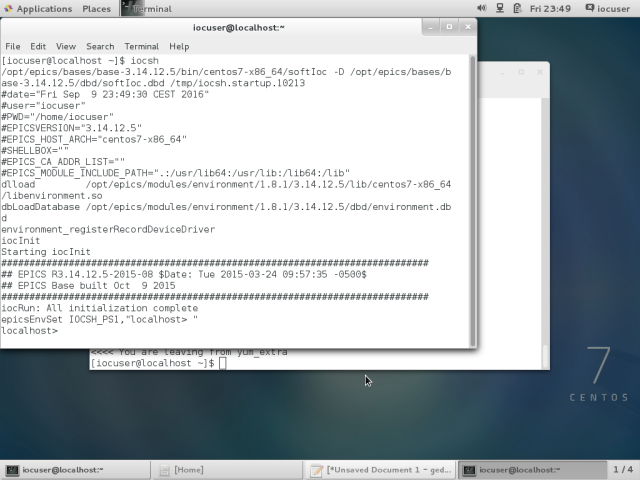 Applications Places Terminal Fri 23:49 iocuser
iocuser@localhost:~
File Edit View Search Terminal Help
[iocuser@localhost ~]$ iocsh
/opt/epics/bases/base-3.14.12.5/bin/centos7-x86_64/softIoc -D /opt/epics/bases/b
ase-3.14.12.5/dbd/softIoc.dbd /tmp/iocsh.startup.10213
#date="Fri Sep  9 23:49:30 CEST 2016"
#user="iocuser"
#PWD="/home/iocuser"
#EPICSVERSION="3.14.12.5"
#EPICS_HOST_ARCH="centos7-x86_64"
#SHELLBOX=""
#EPICS_CA_ADDR_LIST=""
#EPICS_MODULE_INCLUDE_PATH=".:/usr/lib64:/usr/lib:/lib64:/lib"
dlload         /opt/epics/modules/environment/1.8.1/3.14.12.5/lib/centos7-x86_64
/libenvironment.so
dbLoadDatabase /opt/epics/modules/environment/1.8.1/3.14.12.5/dbd/environment.db
d
environment_registerRecordDeviceDriver
iocInit
Starting iocInit
############################################################################
## EPICS R3.14.12.5-2015-08 $Date: Tue 2015-03-24 09:57:35 -0500$
## EPICS Base built Oct  9 2015
############################################################################
iocRun: All initialization complete
epicsEnvSet IOCSH_PS1,"localhost> "
localhost>
<<<< You are leaving from yum_extra
[iocuser@localhost ~]$
7
CENTOS
iocuser@localhost:~ [Home] [*Unsaved Document 1 ~ ged... iocuser@localhost:~ 1 / 4